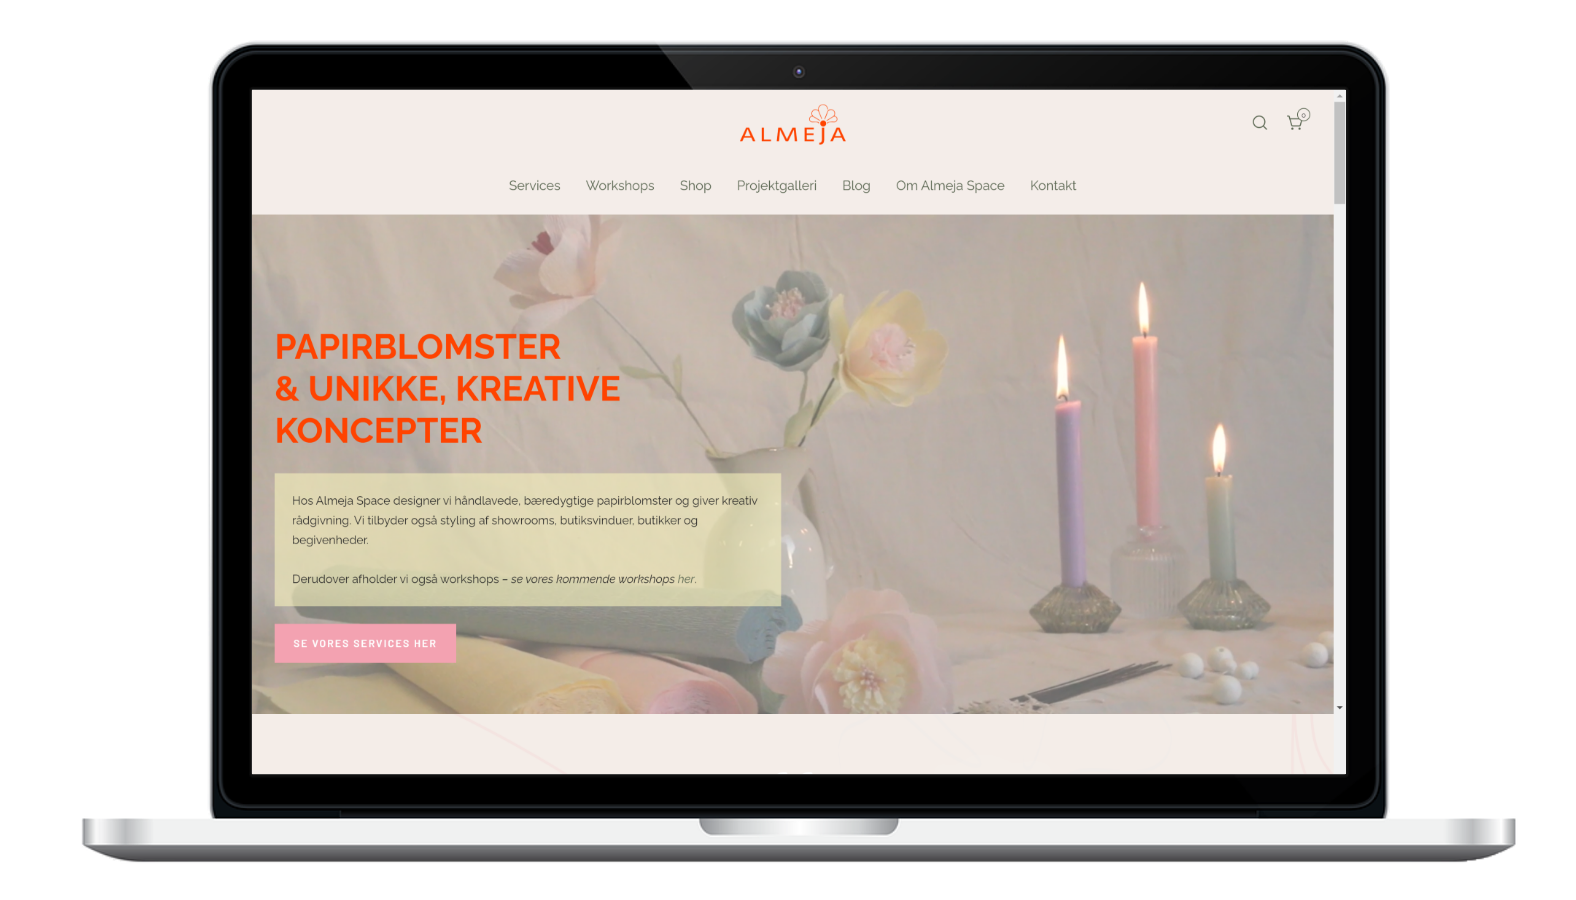 ALMEJA
0
Services Workshops Shop Projektgalleri Blog Om Almeja Space Kontakt
PAPIRBLOMSTER
& UNIKKE, KREATIVE
KONCEPTER
Hos Almeja Space designer vi håndlavede, bæredygtige papirblomster og giver kreativ
rådgivning. Vi tilbyder også styling af showrooms, butiksvinduer, butikker og
begivenheder.
Derudover afholder vi også workshops – se vores kommende workshops her.
SE VORES SERVICES HER